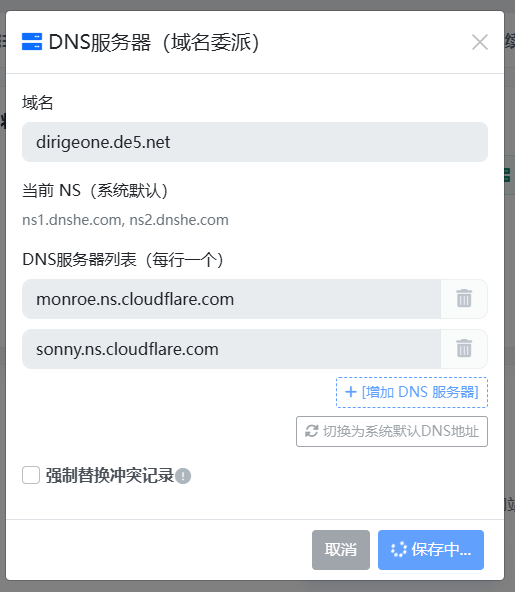 DNS服务器（域名委派）
域名
dirigeone.de5.net
当前 NS（系统默认）
ns1.dnshe.com, ns2.dnshe.com
DNS服务器列表（每行一个）
monroe.ns.cloudflare.com
sonny.ns.cloudflare.com
+ [增加 DNS 服务器]
切换为系统默认DNS地址
强制替换冲突记录
取消
保存中...